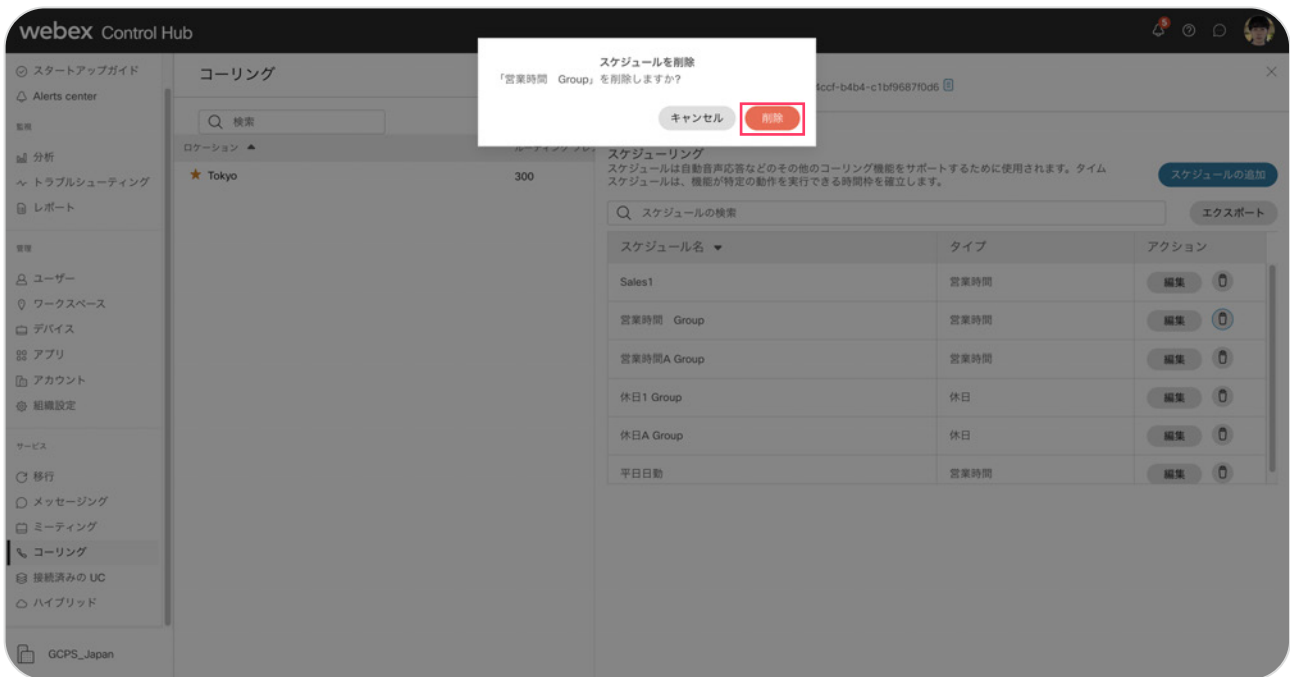 webex Control Hub
5
スタートアップガイド
Alerts center
監視
分析
トラブルシューティング
レポート
管理
ユーザー
ワークスペース
デバイス
アプリ
アカウント
組織設定
サービス
移行
メッセージング
ミーティング
コーリング
接続済みの UC
ハイブリッド
GCPS_Japan
コーリング
検索
ロケーション
Tokyo
300
スケジュールを削除
「営業時間　Group」を削除しますか?
キャンセル
削除
4ccf-b4b4-c1bf9687f0d6
スケジューリング
スケジュールは自動音声応答などのその他のコーリング機能をサポートするために使用されます。タイム
スケジュールは、機能が特定の動作を実行できる時間枠を確立します。
スケジュールの追加
スケジュールの検索
エクスポート
スケジュール名 タイプ アクション
Sales1 営業時間 編集
営業時間　Group 営業時間 編集
営業時間A Group 営業時間 編集
休日1 Group 休日 編集
休日A Group 休日 編集
平日日勤 営業時間 編集